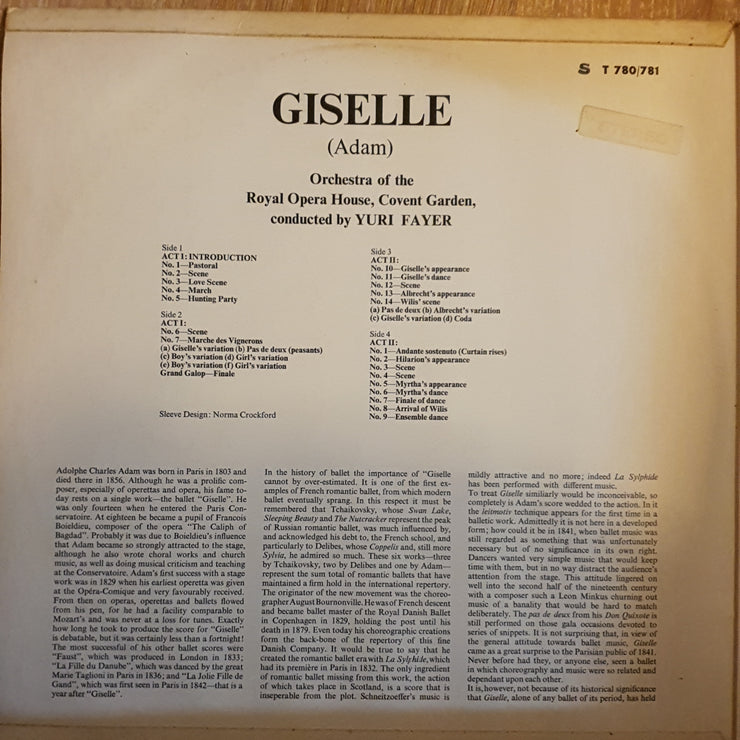 S T 780/781
GISELLE
(Adam)
Orchestra of the
Royal Opera House, Covent Garden,
conducted by YURI FAYER
Side 1
ACT I: INTRODUCTION
No. 1—Pastoral
No. 2—Scene
No. 3—Love Scene
No. 4—March
No. 5—Hunting Party
Side 2
ACT I:
No. 6—Scene
No. 7—Marche des Vignerons
(a) Giselle's variation (b) Pas de deux (peasants)
(c) Boy's variation (d) Girl's variation
(e) Boy's variation (f) Girl's variation
Grand Galop—Finale
Side 3
ACT II:
No. 10—Giselle's appearance
No. 11—Giselle's dance
No. 12—Scene
No. 13—Albrecht's appearance
No. 14—Wilis' scene
(a) Pas de deux (b) Albrecht's variation
(c) Giselle's variation (d) Coda
Side 4
ACT II:
No. 1—Andante sostenuto (Curtain rises)
No. 2—Hilarion's appearance
No. 3—Scene
No. 4—Scene
No. 5—Myrtha's appearance
No. 6—Myrtha's dance
No. 7—Finale of dance
No. 8—Arrival of Wilis
No. 9—Ensemble dance
Sleeve Design: Norma Crockford
Adolphe Charles Adam was born in Paris in 1803 and
died there in 1856. Although he was a prolific com-
poser, especially of operettas and opera, his fame to-
day rests on a single work—the ballet "Giselle". He
was only fourteen when he entered the Paris Con-
servatoire. At eighteen he became a pupil of Francois
Boieldieu, composer of the opera "The Caliph of
Bagdad". Probably it was due to Boieldieu's influence
that Adam became so strongly attracted to the stage,
although he also wrote choral works and church
music, as well as doing musical criticism and teaching
at the Conservatoire. Adam's first success with a stage
work was in 1829 when his earliest operetta was given
at the Opéra-Comique and very favourably received.
From then on operas, operettas and ballets flowed
from his pen, for he had a facility comparable to
Mozart's and was never at a loss for tunes. Exactly
how long he took to produce the score for "Giselle"
is debatable, but it was certainly less than a fortnight!
The most successful of his other ballet scores were
"Faust", which was produced in London in 1833;
"La Fille du Danube", which was danced by the great
Marie Taglioni in Paris in 1836; and "La Jolie Fille de
Gand", which was first seen in Paris in 1842—that is a
year after "Giselle".
In the history of ballet the importance of "Giselle
cannot by over-estimated. It is one of the first ex-
amples of French romantic ballet, from which modern
ballet eventually sprang. In this respect it must be
remembered that Tchaikovsky, whose Swan Lake,
Sleeping Beauty and The Nutcracker represent the peak
of Russian romantic ballet, was much influenced by,
and acknowledged his debt to, the French school, and
particularly to Delibes, whose Coppelia and, still more
Sylvia, he admired so much. These six works—three
by Tchaikovsky, two by Delibes and one by Adam—
represent the sum total of romantic ballets that have
maintained a firm hold in the international repertory.
The originator of the new movement was the choreo-
grapher August Bournonville. He was of French descent
and became ballet master of the Royal Danish Ballet
in Copenhagen in 1829, holding the post until his
death in 1879. Even today his choreographic creations
form the back-bone of the repertory of this fine
Danish Company. It would be true to say that he
created the romantic ballet era with La Sylphide, which
had its première in Paris in 1832. The only ingredient
of romantic ballet missing from this work, the action
of which takes place in Scotland, is a score that is
inseperable from the plot. Schneitzoeffer's music is
mildly attractive and no more; indeed La Sylphide
has been performed with different music.
To treat Giselle similiarly would be inconceivable, so
completely is Adam's score wedded to the action. In it
the leitmotiv technique appears for the first time in a
balletic work. Admittedly it is not here in a developed
form; how could it be in 1841, when ballet music was
still regarded as something that was unfortunately
necessary but of no significance in its own right.
Dancers wanted very simple music that would keep
time with them, but in no way distract the audience's
attention from the stage. This attitude lingered on
well into the second half of the nineteenth century
with a composer such a Leon Minkus churning out
music of a banality that would be hard to match
deliberately. The pas de deux from his Don Quixote is
still performed on those gala occasions devoted to
series of snippets. It is not surprising that, in view of
the general attitude towards ballet music, Giselle
came as a great surprise to the Parisian public of 1841.
Never before had they, or anyone else, seen a ballet
in which choreography and music were so related and
dependant upon each other.
It is, however, not because of its historical significance
that Giselle, alone of any ballet of its period, has held